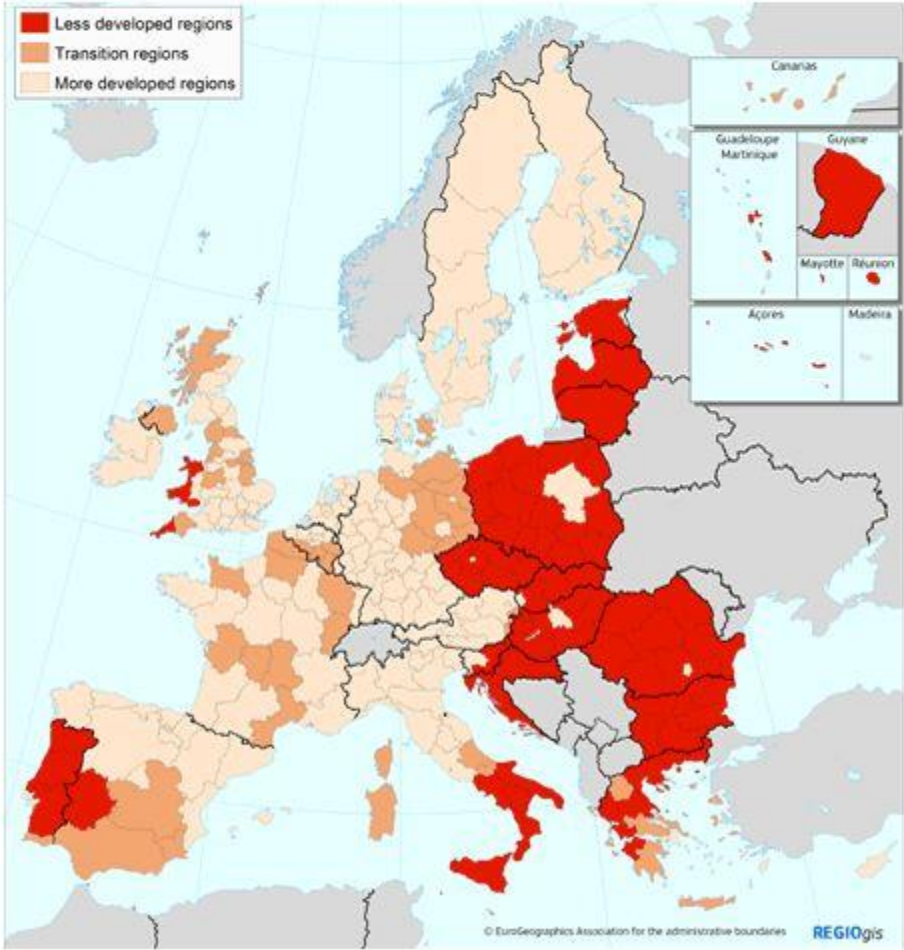 Less developed regions
Transition regions
More developed regions
Canarias
Guadeloupe
Martinique
Guyane
Mayotte
Réunion
Açores
Madeira
© EuroGeographics Association for the administrative boundaries
REGIOgis